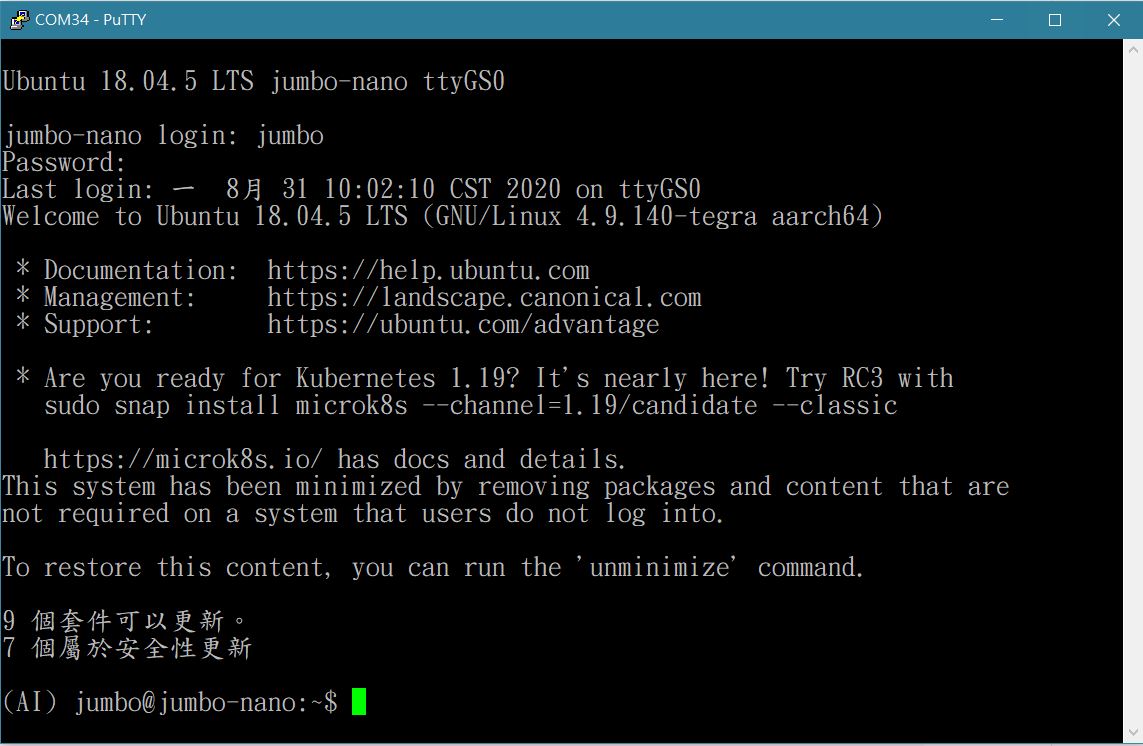 COM34 - PuTTY
Ubuntu 18.04.5 LTS jumbo-nano ttyGS0
jumbo-nano login: jumbo
Password:
Last login: 一  8月 31 10:02:10 CST 2020 on ttyGS0
Welcome to Ubuntu 18.04.5 LTS (GNU/Linux 4.9.140-tegra aarch64)
* Documentation:  https://help.ubuntu.com
* Management:     https://landscape.canonical.com
* Support:        https://ubuntu.com/advantage
* Are you ready for Kubernetes 1.19? It's nearly here! Try RC3 with
sudo snap install microk8s --channel=1.19/candidate --classic
https://microk8s.io/ has docs and details.
This system has been minimized by removing packages and content that are
not required on a system that users do not log into.
To restore this content, you can run the 'unminimize' command.
9 個套件可以更新。
7 個屬於安全性更新
(AI) jumbo@jumbo-nano:~$